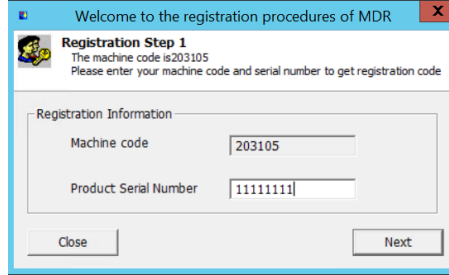 Welcome to the registration procedures of MDR
X
Registration Step 1
The machine code is203105
Please enter your machine code and serial number to get registration code
Registration Information
Machine code
203105
Product Serial Number
11111111
Close
Next